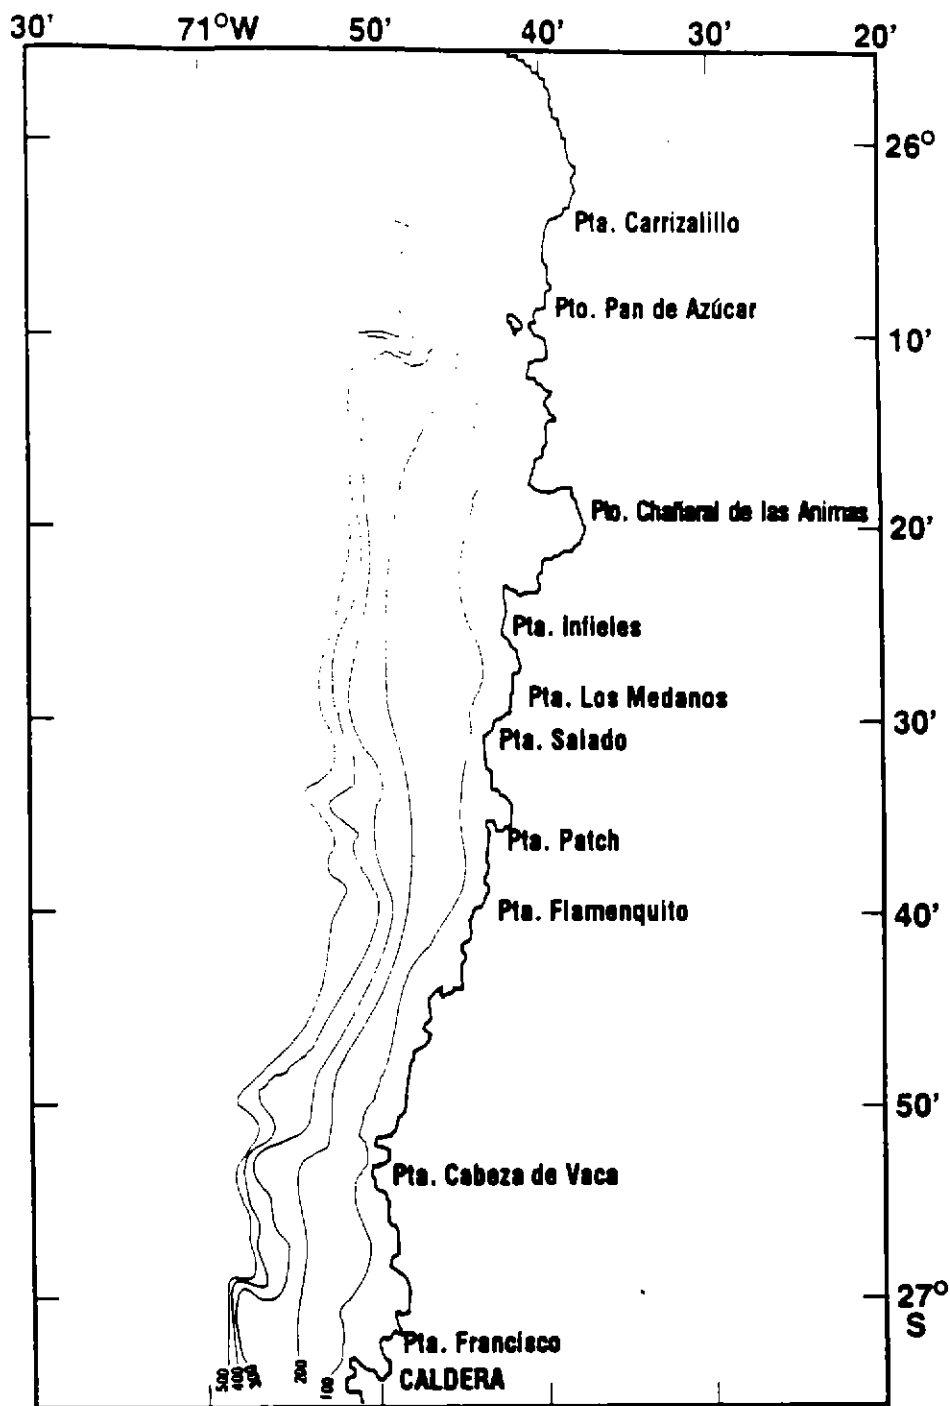 30' 71°W 50' 40' 30' 20'
26°
Pta. Carrizalillo
Pto. Pan de Azúcar
10'
Pto. Chañaral de las Animas
20'
Pta. Infieles
Pta. Los Medanos
30'
Pta. Salado
Pta. Patch
Pta. Flamenquito
40'
50'
Pta. Cabeza de Vaca
27°
S
Pta. Francisco
CALDERA
500 400 300 200 100